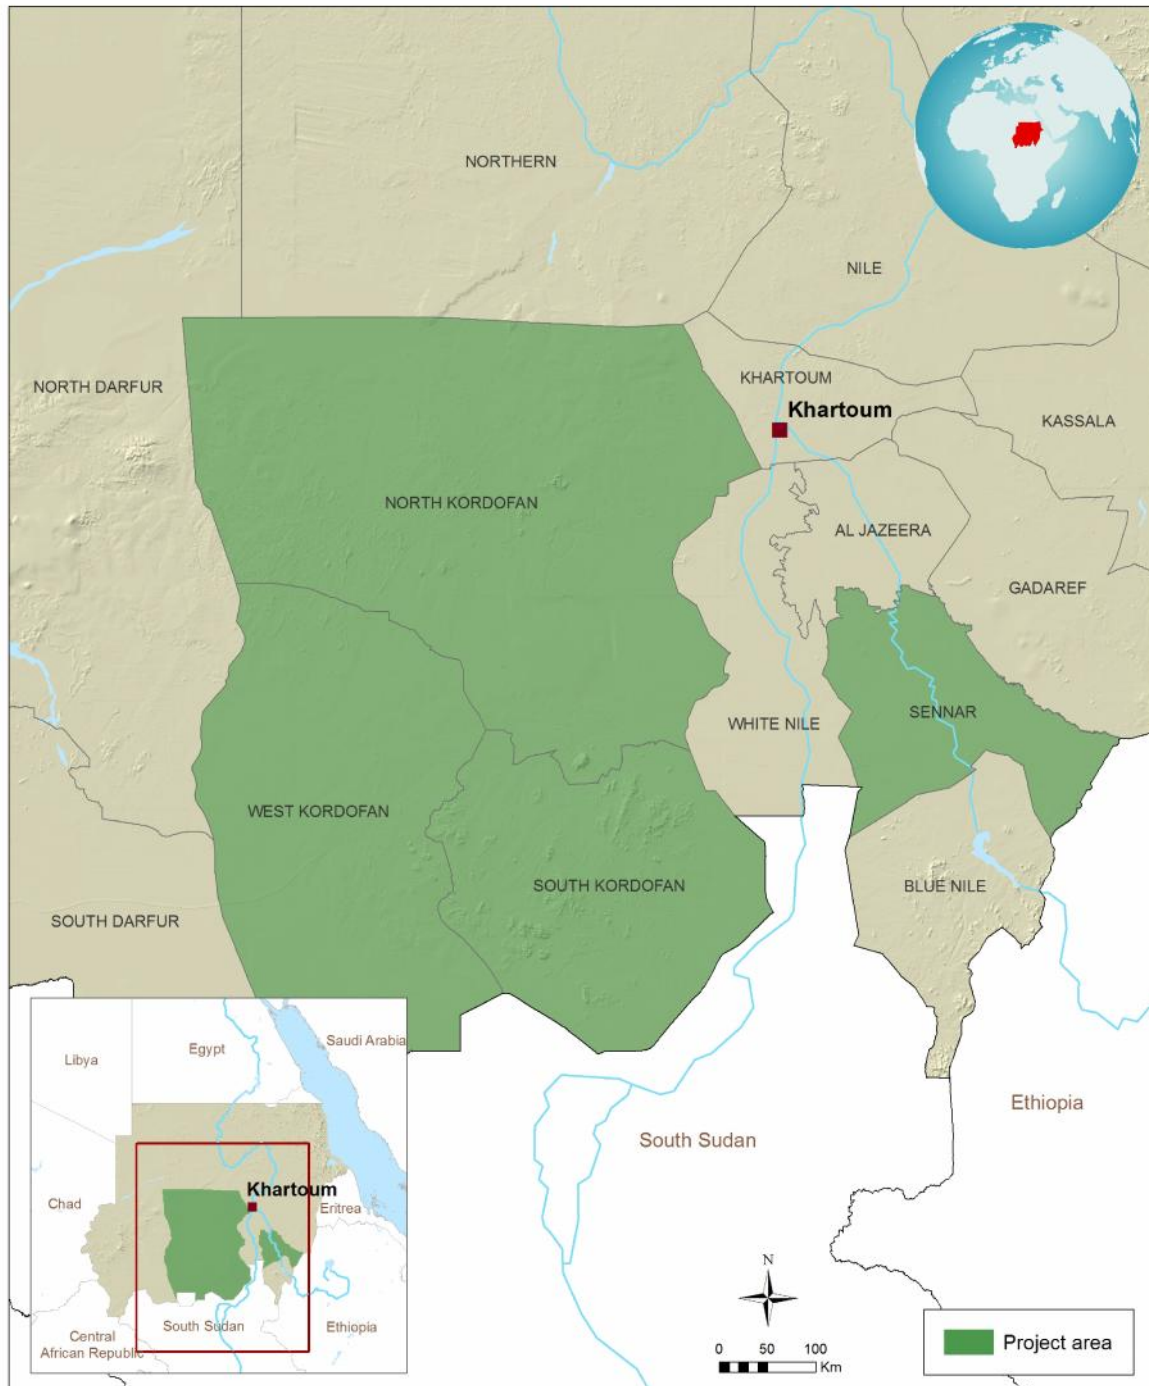 NORTHERN
NILE
NORTH DARFUR
KHARTOUM
Khartoum
KASSALA
NORTH KORDOFAN
AL JAZEERA
GADAREF
WHITE NILE
SENNAR
WEST KORDOFAN
SOUTH KORDOFAN
BLUE NILE
SOUTH DARFUR
South Sudan
Ethiopia
Libya
Egypt
Saudi Arabia
Chad
Khartoum
Eritrea
South Sudan
Ethiopia
Central
African Republic
N
0 50 100
Km
Project area